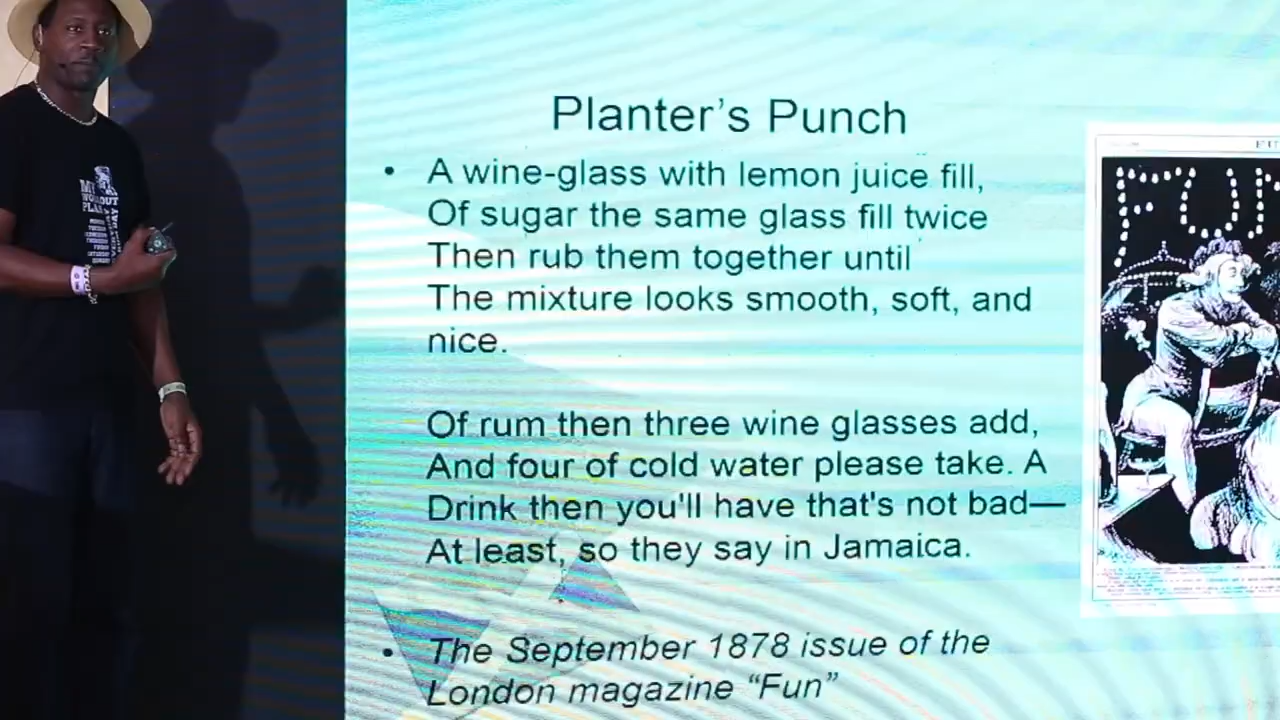 Planter's Punch
• A wine-glass with lemon juice fill,
Of sugar the same glass fill twice
Then rub them together until
The mixture looks smooth, soft, and
nice.
Of rum then three wine glasses add,
And four of cold water please take. A
Drink then you'll have that's not bad—
At least, so they say in Jamaica.
• The September 1878 issue of the
London magazine “Fun”
FUN